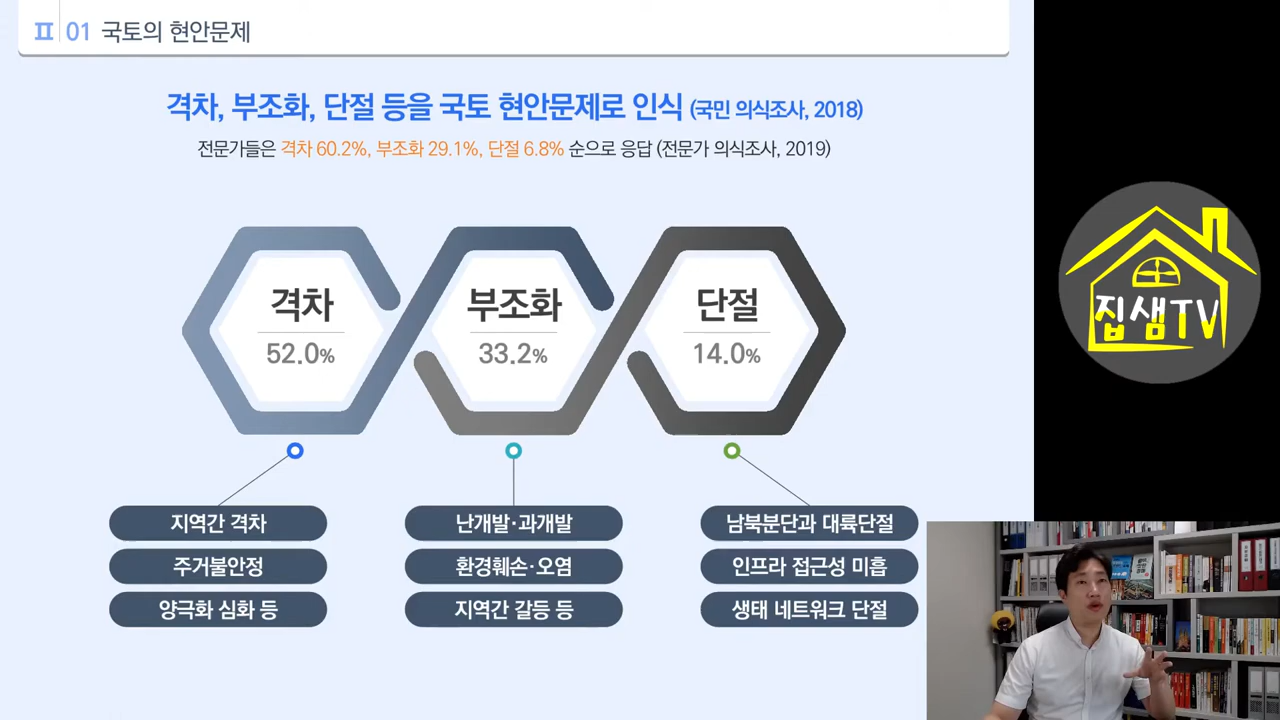 Ⅱ 01 국토의 현안문제
격차, 부조화, 단절 등을 국토 현안문제로 인식 (국민 의식조사, 2018)
전문가들은 격차 60.2%, 부조화 29.1%, 단절 6.8% 순으로 응답 (전문가 의식조사, 2019)
격차
52.0%
부조화
33.2%
단절
14.0%
지역간 격차
주거불안정
양극화 심화 등
난개발·과개발
환경훼손·오염
지역간 갈등 등
남북분단과 대륙단절
인프라 접근성 미흡
생태 네트워크 단절
집샘TV